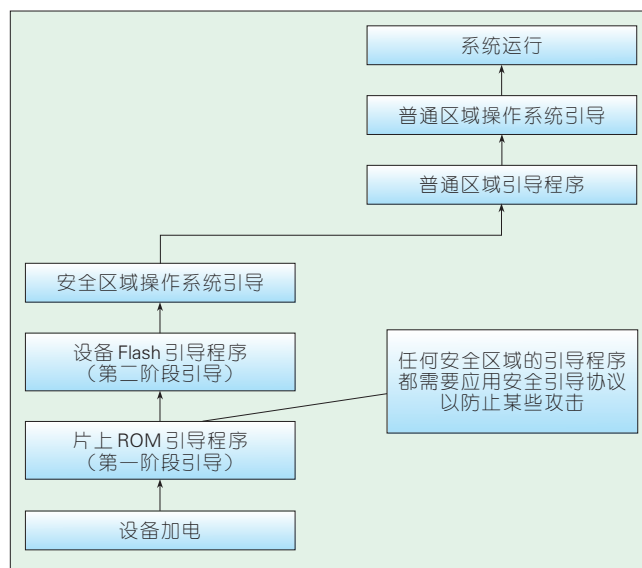 系统运行
普通区域操作系统引导
普通区域引导程序
安全区域操作系统引导
设备 Flash 引导程序
（第二阶段引导）
任何安全区域的引导程序
都需要应用安全引导协议
以防止某些攻击
片上 ROM 引导程序
（第一阶段引导）
设备加电